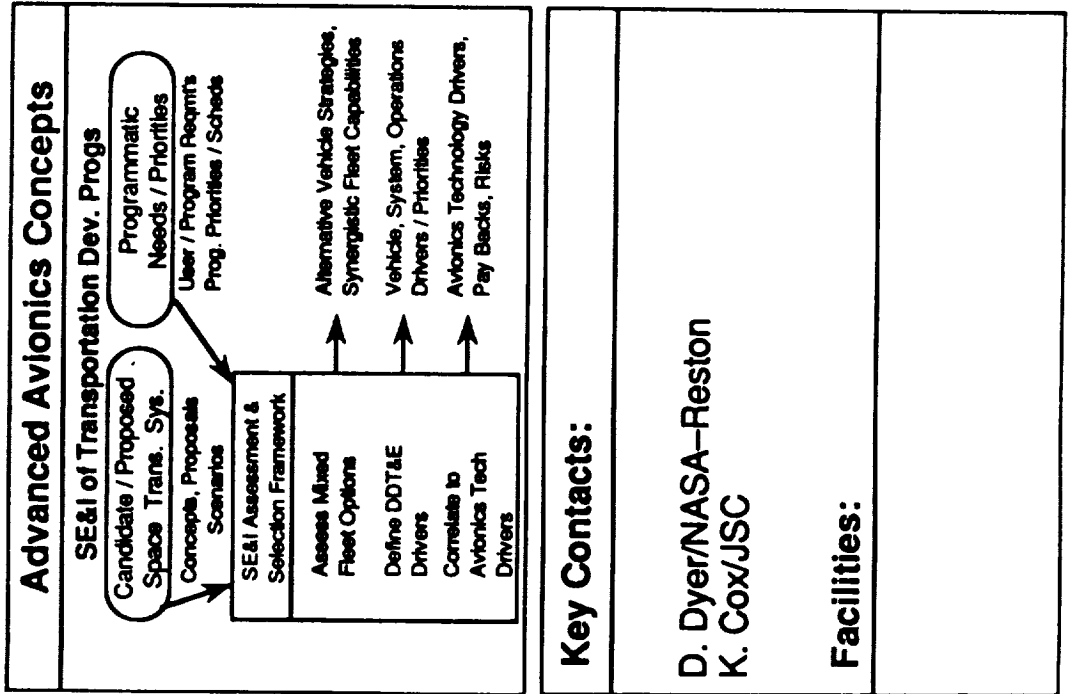 Advanced Avionics Concepts
SE&I of Transportation Dev. Progs
Candidate / Proposed .
Space Trans. Sys.
Concepts, Proposals
Scenarios
Programmatic
Needs / Priorities
User / Program Reqmt's
Prog. Priorities / Scheds
SE&I Assessment &
Selection Framework
Assess Mixed
Fleet Options
Define DDT&E
Drivers
Correlate to
Avionics Tech
Drivers
Alternative Vehicle Strategies,
Synergistic Fleet Capabilities
Vehicle, System, Operations
Drivers / Priorities
Avionics Technology Drivers,
Pay Backs, Risks
Key Contacts:
D. Dyer/NASA–Reston
K. Cox/JSC
Facilities: